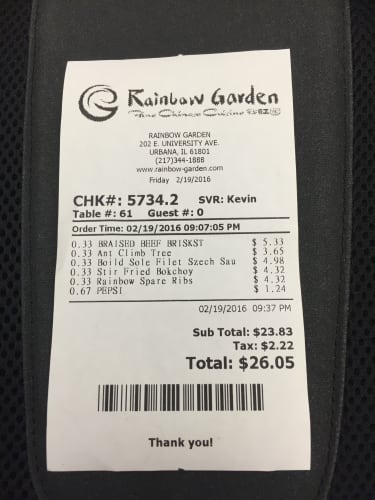 Rainbow Garden
Fine Chinese Cuisine
RAINBOW GARDEN
202 E. UNIVERSITY AVE.
URBANA, IL 61801
(217)344-1888
www.rainbow-garden.com
Friday 2/19/2016
CHK#: 5734.2 SVR: Kevin
Table #: 61 Guest #: 0
Order Time: 02/19/2016 09:07:05 PM
0.33 BRAISED BEEF BRISKST $ 5.33
0.33 Ant Climb Tree $ 3.65
0.33 Boild Sole Filet Szech Sau $ 4.98
0.33 Stir Fried Bokchoy $ 4.32
0.33 Rainbow Spare Ribs $ 4.32
0.67 PEPSI $ 1.24
02/19/2016 09:37 PM
Sub Total: $23.83
Tax: $2.22
Total: $26.05
Thank you!